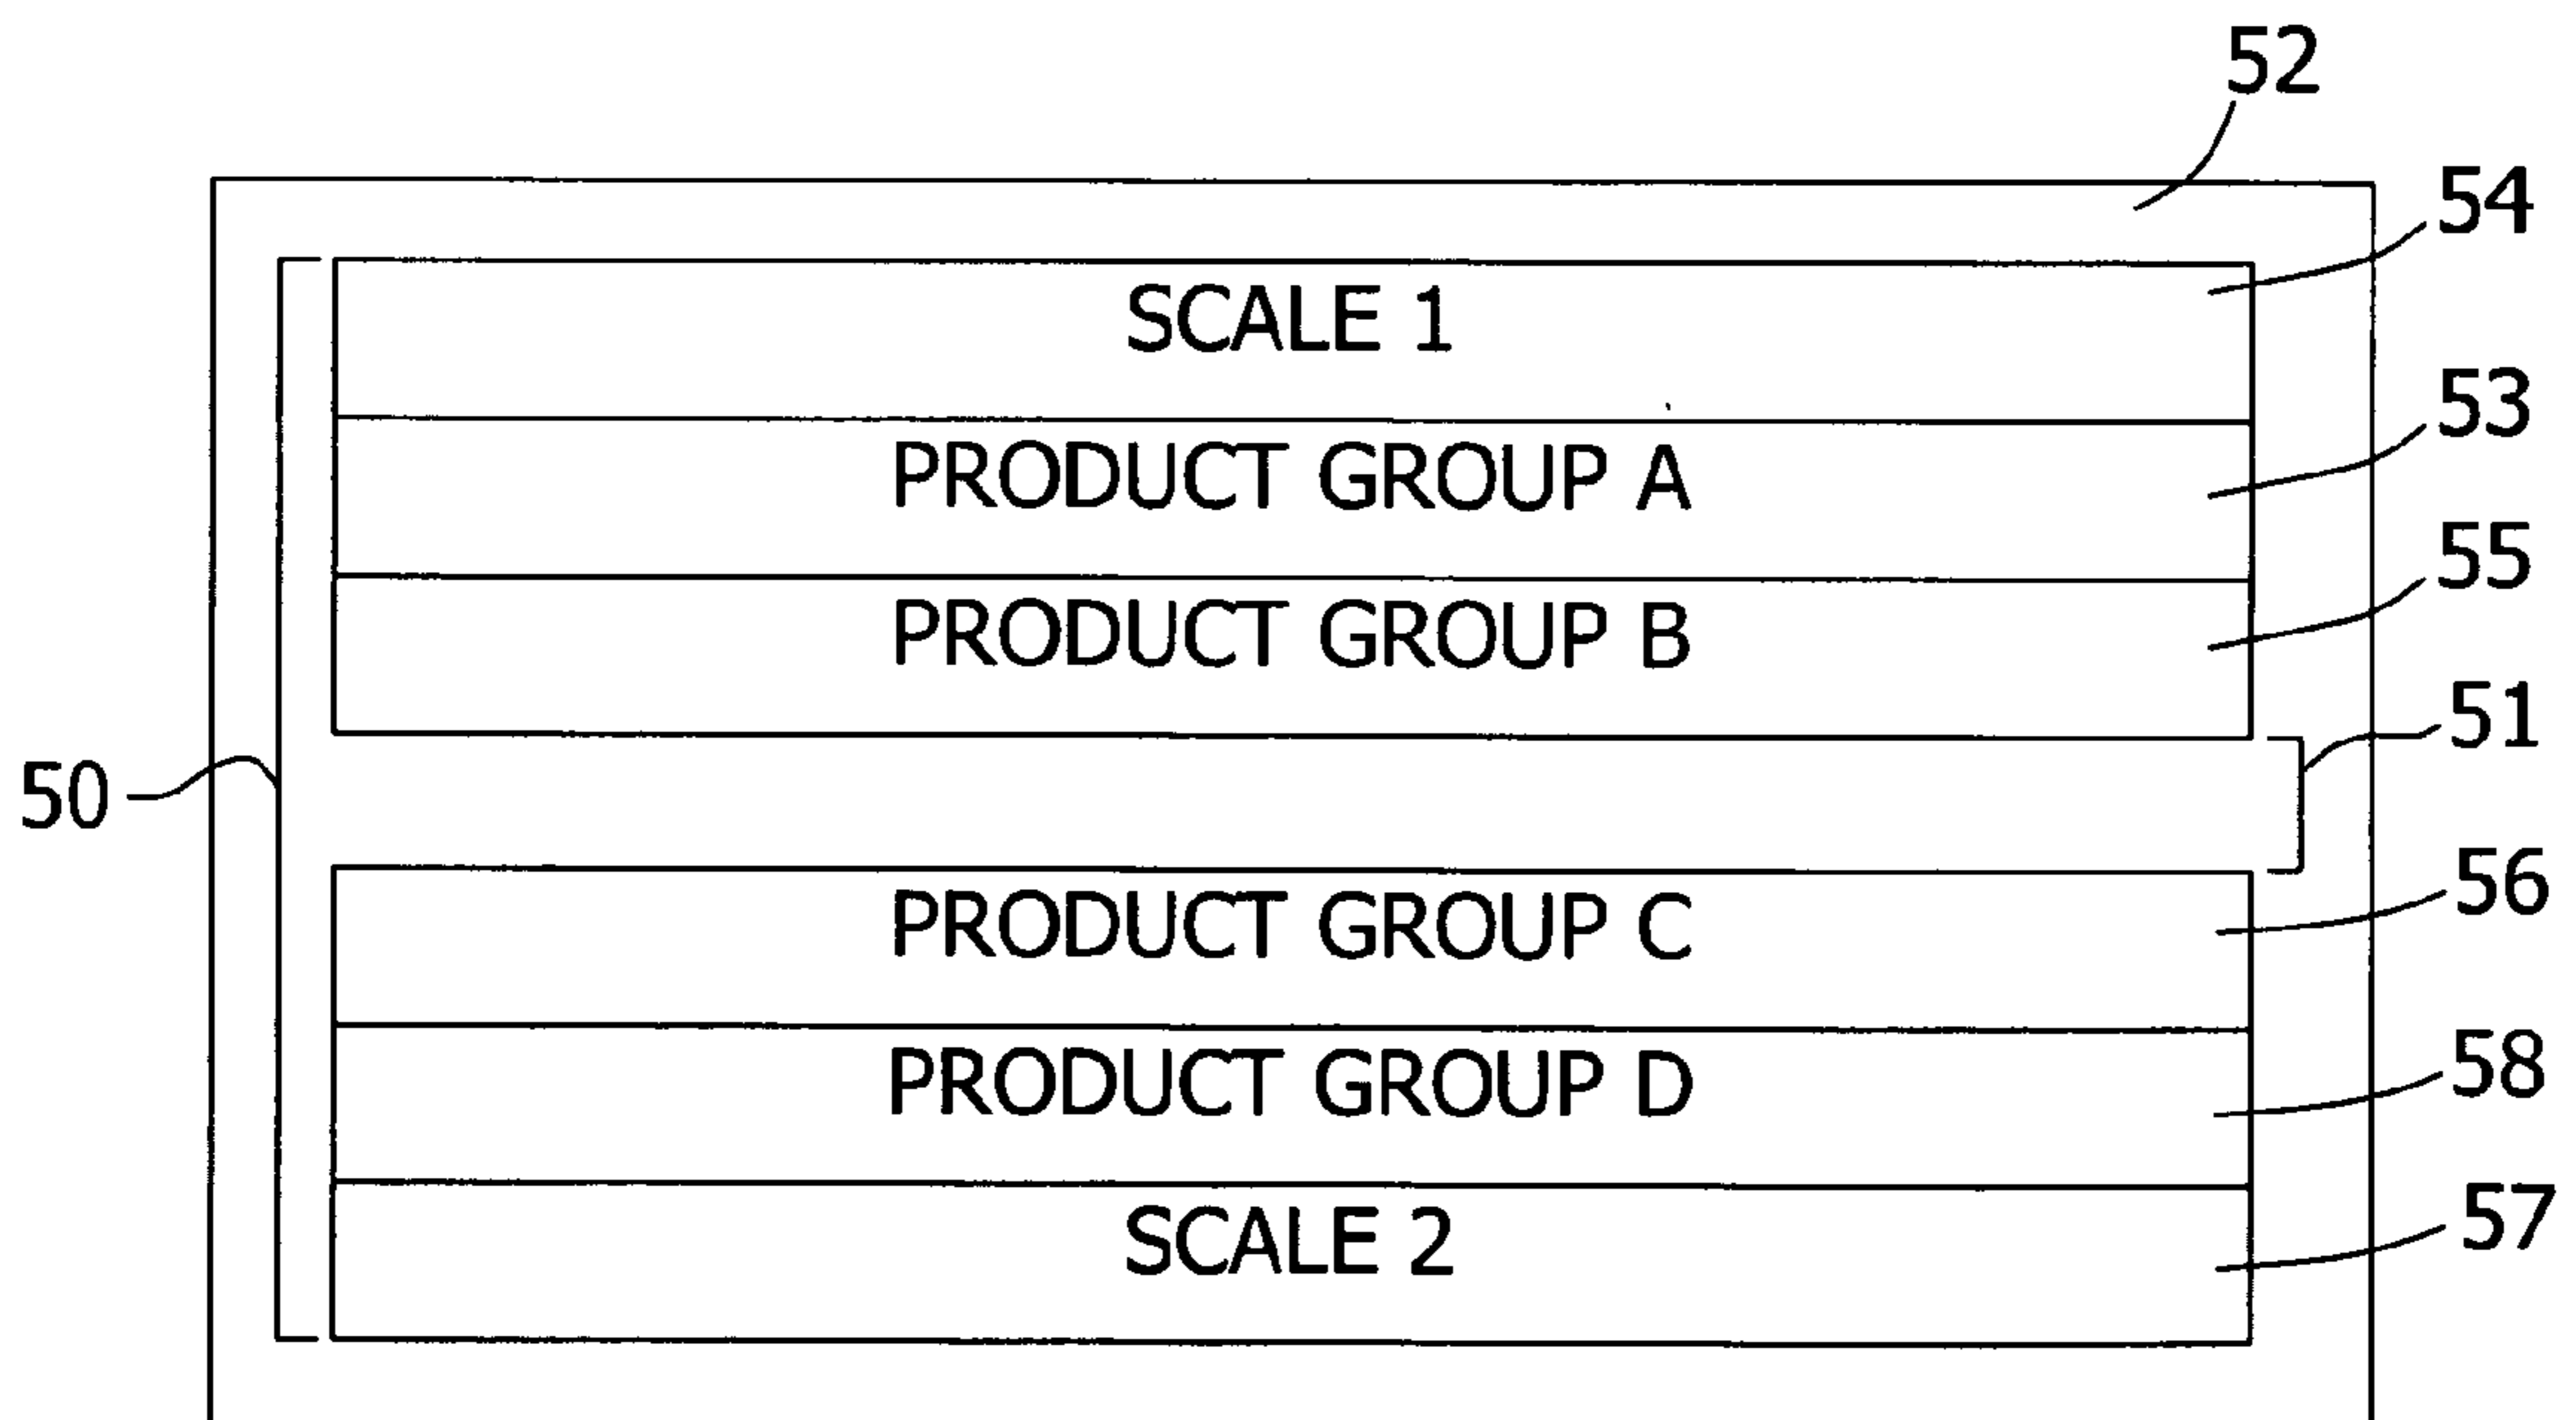 52
54
SCALE 1
53
PRODUCT GROUP A
55
PRODUCT GROUP B
51
50
56
PRODUCT GROUP C
58
PRODUCT GROUP D
57
SCALE 2